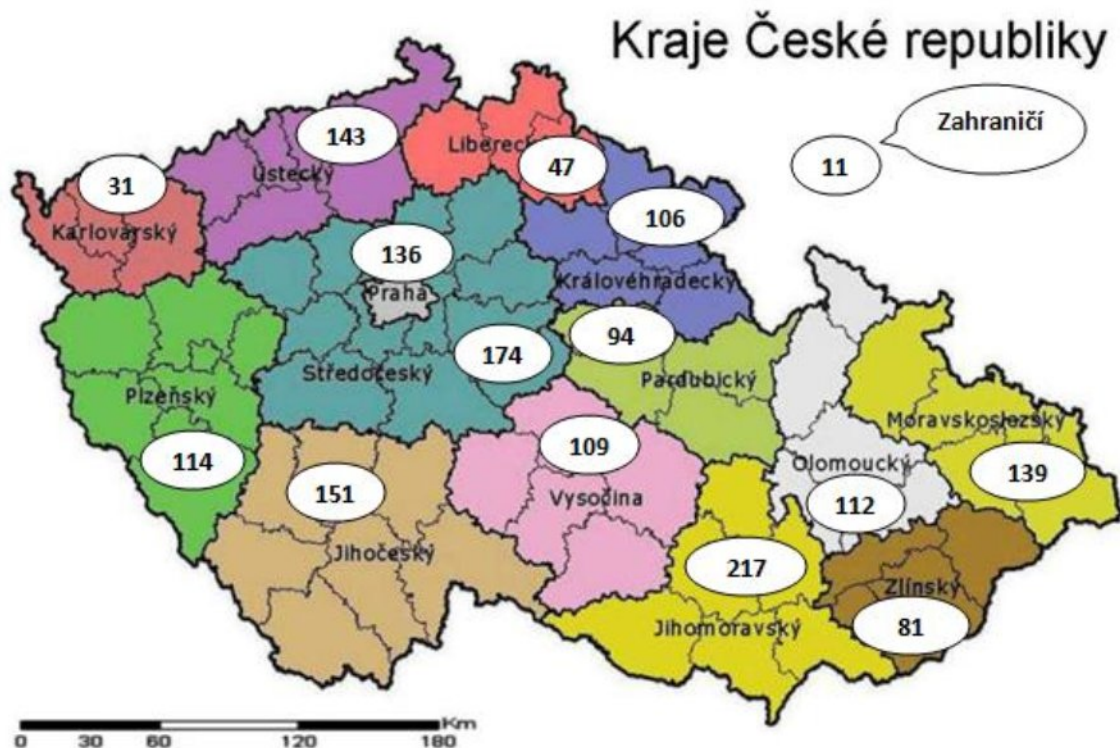 Kraje České republiky
Zahraničí
11
143
Ústecký
Liberecký
47
31
Karlovarský
106
Královéhradecký
136
Praha
174
Středočeský
94
Pardubický
Plzeňský
114
151
Jihočeský
109
Vysočina
Moravskoslezský
139
Olomoucký
112
217
Jihomoravský
Zlínský
81
Km
0 30 60 120 180